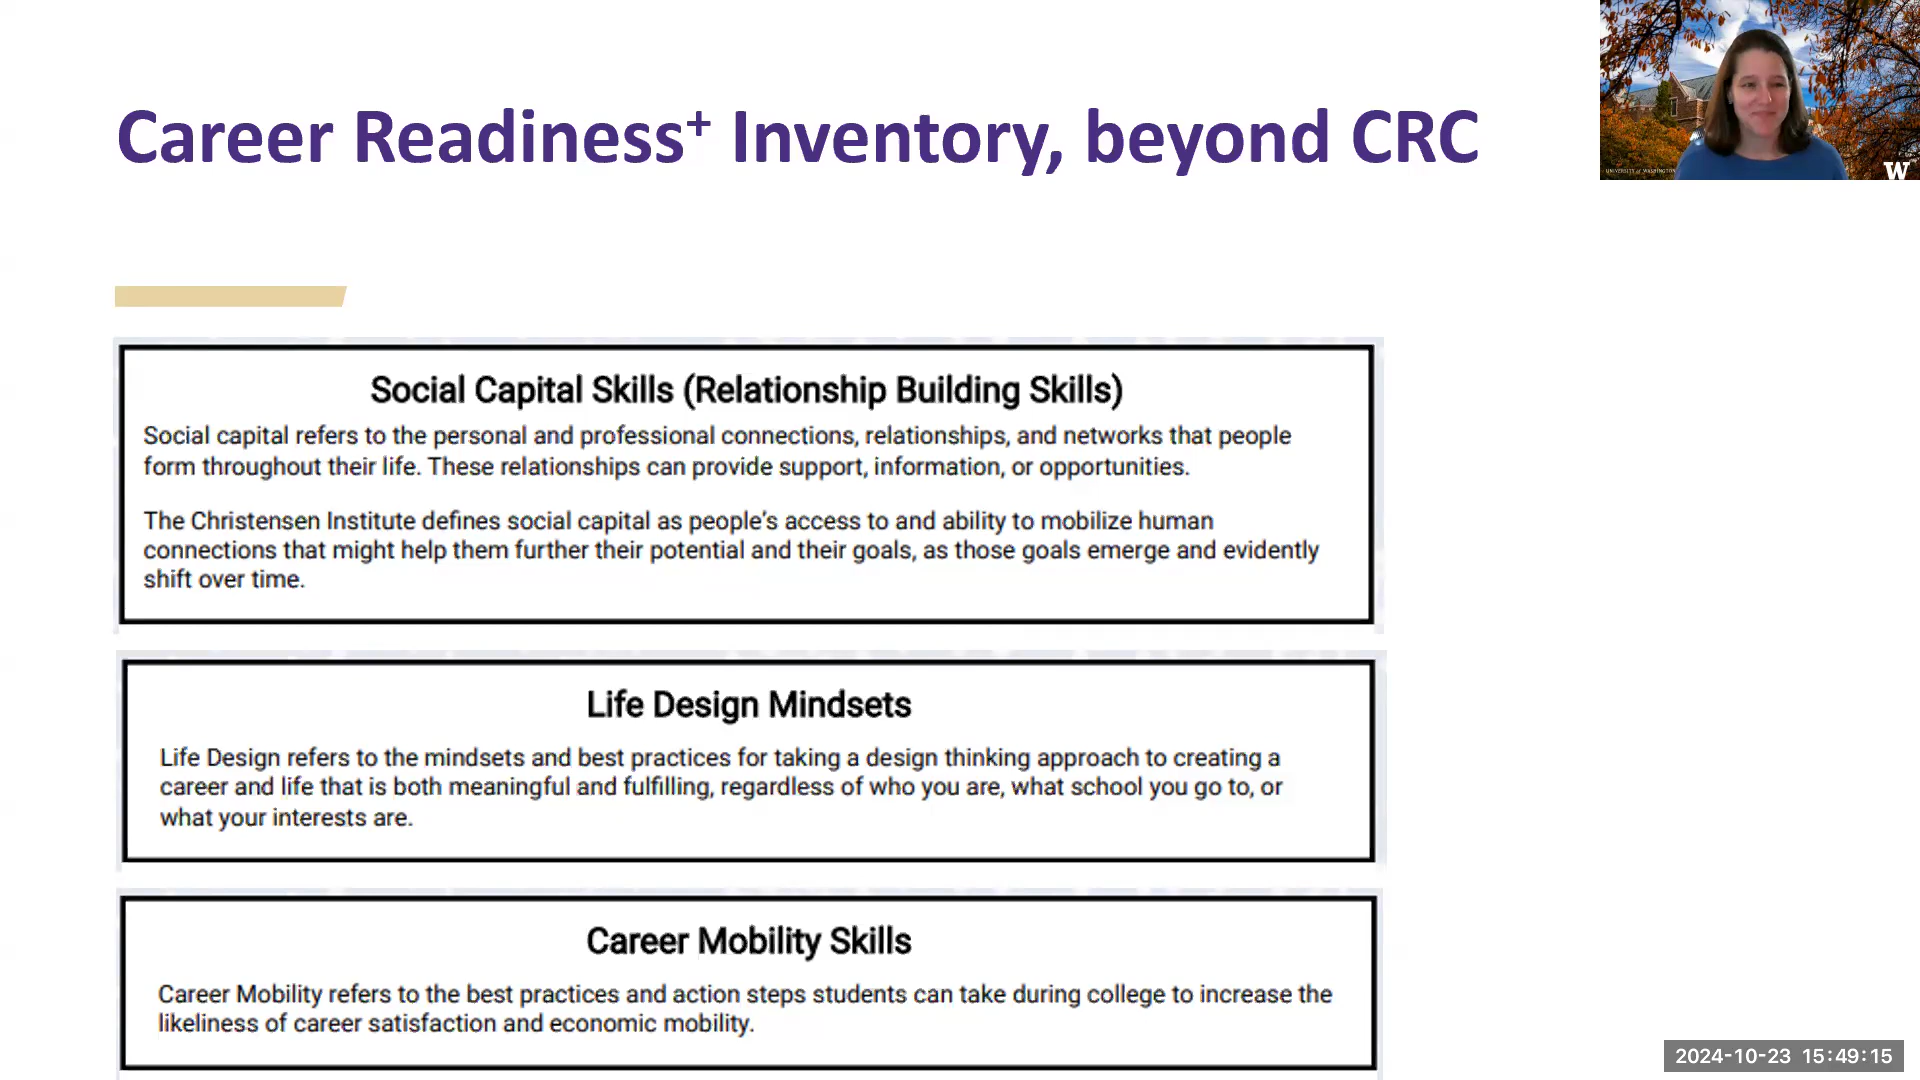 Career Readiness+ Inventory, beyond CRC
UNIVERSITY of WASHINGTON
W
Social Capital Skills (Relationship Building Skills)
Social capital refers to the personal and professional connections, relationships, and networks that people
form throughout their life. These relationships can provide support, information, or opportunities.
The Christensen Institute defines social capital as people's access to and ability to mobilize human
connections that might help them further their potential and their goals, as those goals emerge and evidently
shift over time.
Life Design Mindsets
Life Design refers to the mindsets and best practices for taking a design thinking approach to creating a
career and life that is both meaningful and fulfilling, regardless of who you are, what school you go to, or
what your interests are.
Career Mobility Skills
Career Mobility refers to the best practices and action steps students can take during college to increase the
likeliness of career satisfaction and economic mobility.
2024-10-23 15:49:15